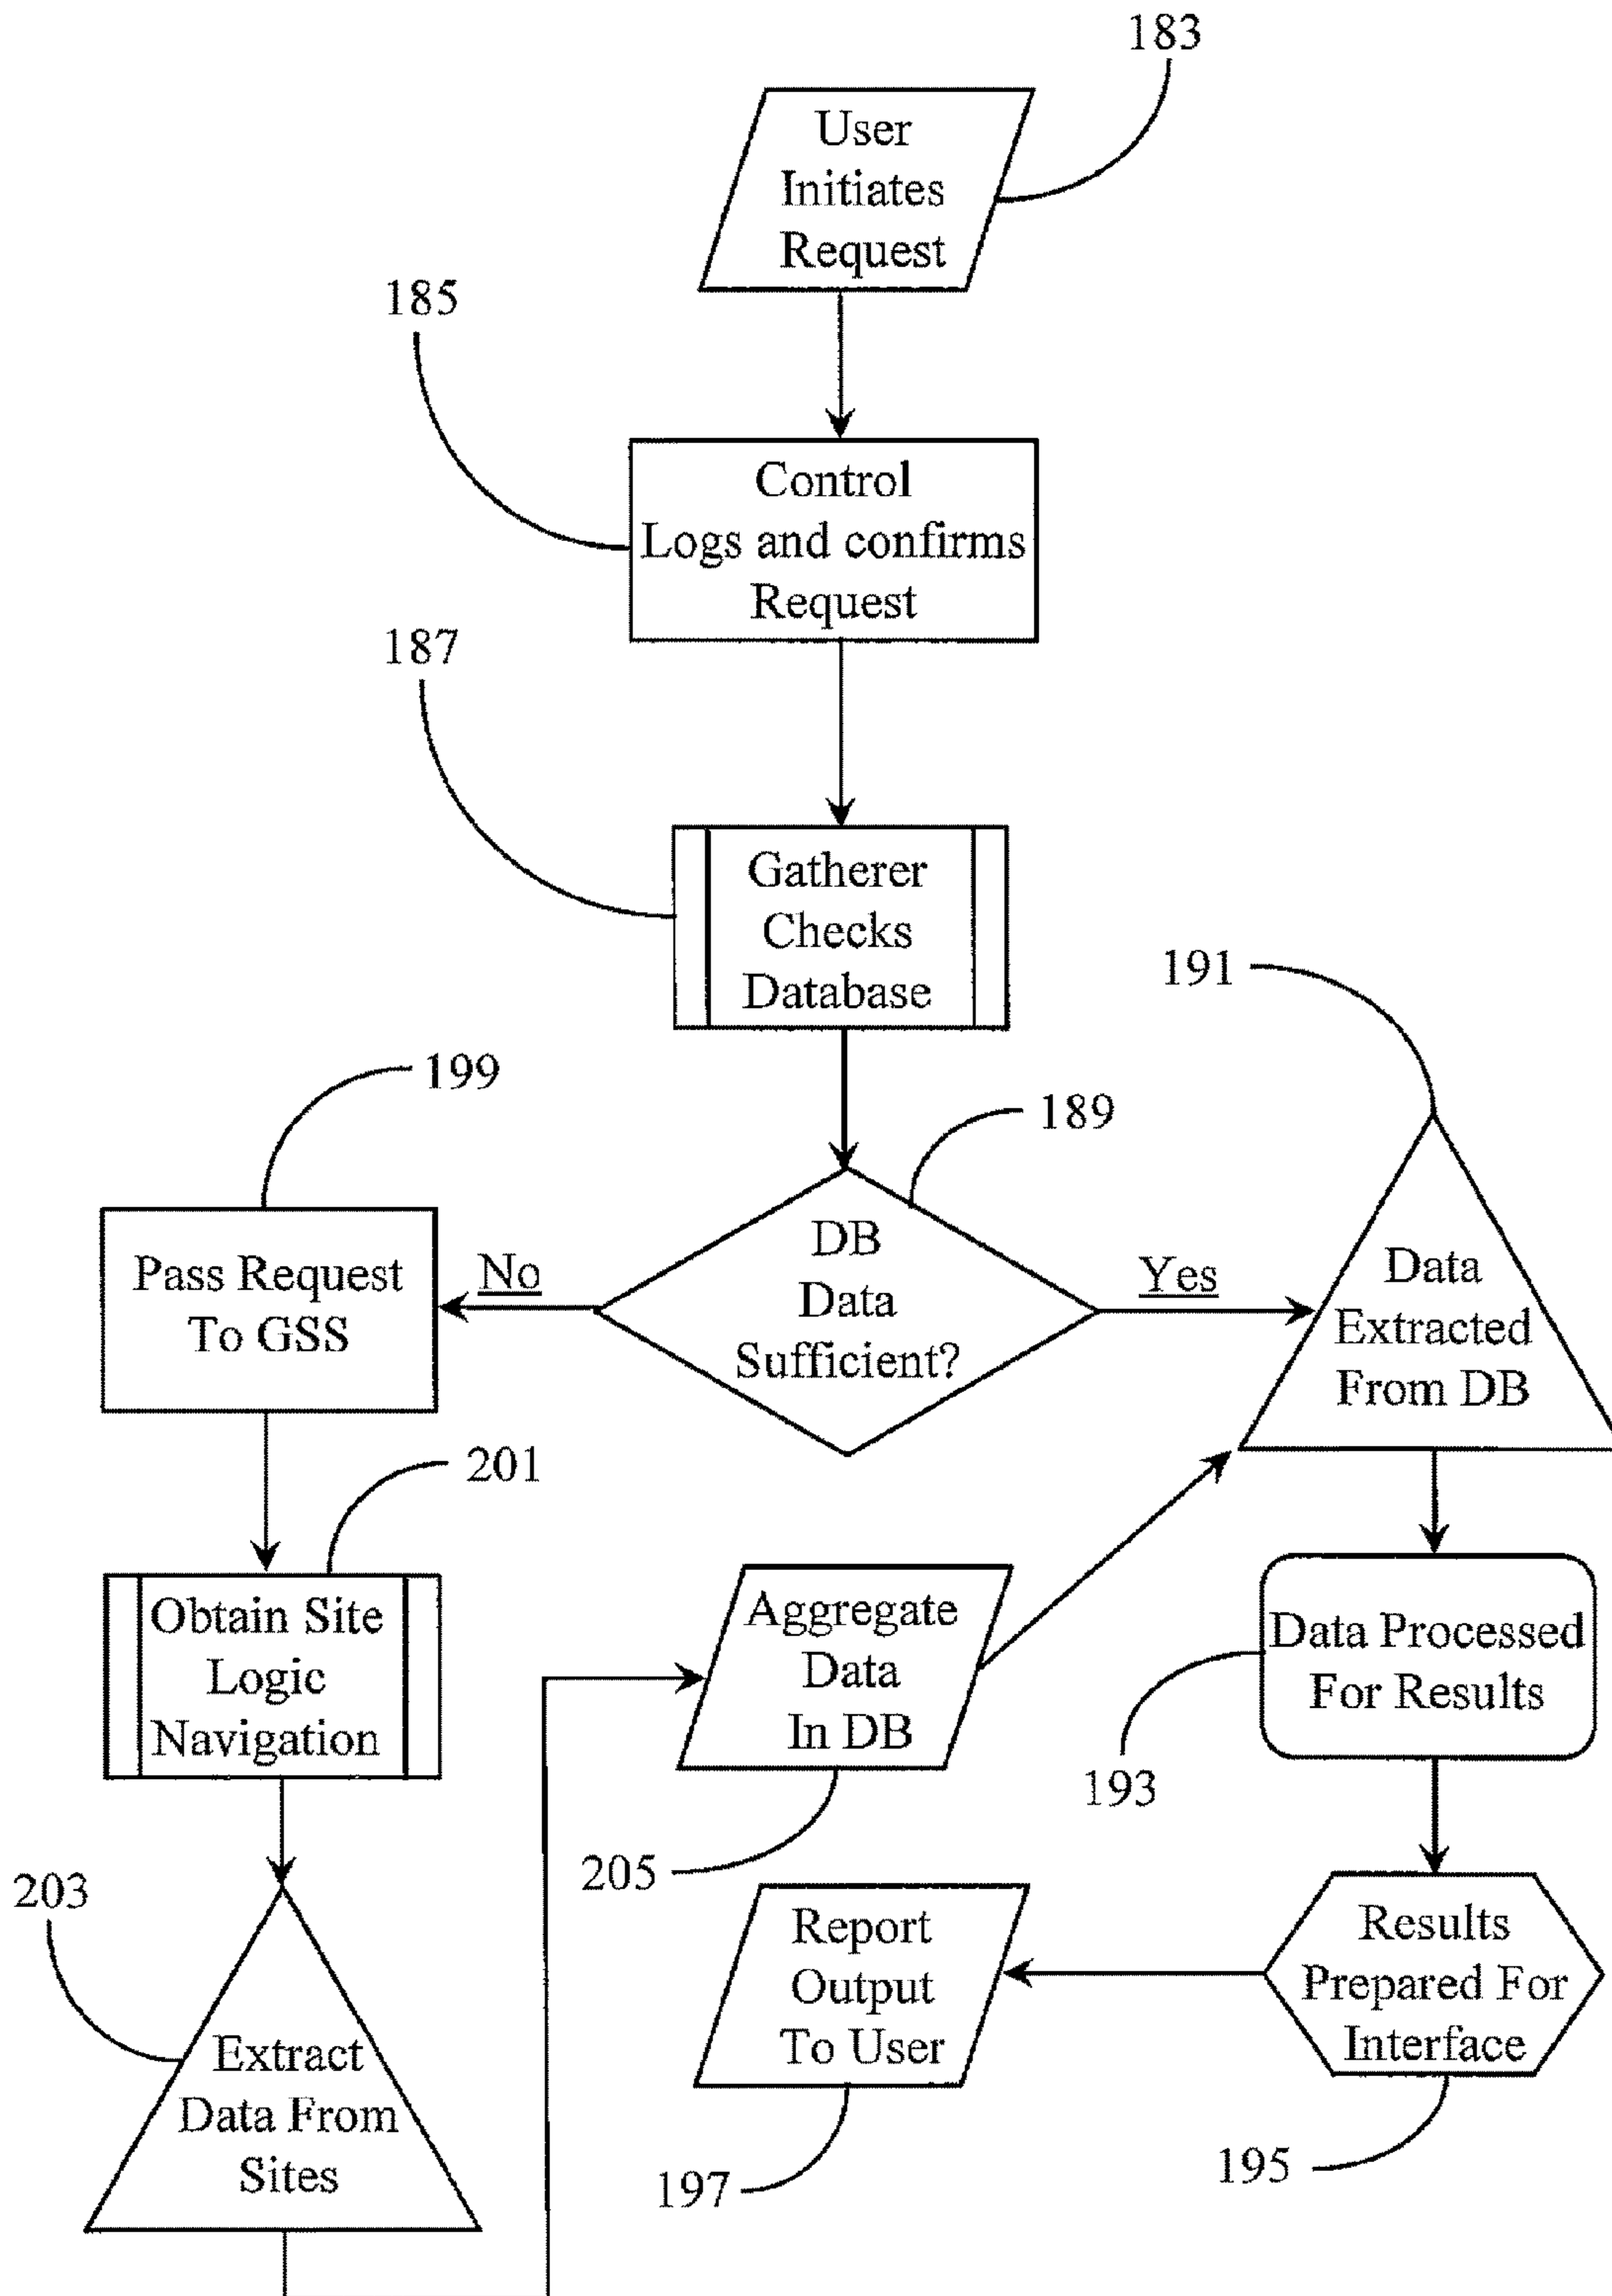 183
User
Initiates
Request
185
Control
Logs and confirms
Request
187
Gatherer
Checks
Database
191
199
189
Pass Request
To GSS
No
DB
Data
Sufficient?
Yes
Data
Extracted
From DB
201
Obtain Site
Logic
Navigation
Aggregate
Data
In DB
Data Processed
For Results
193
205
203
Report
Output
To User
Results
Prepared For
Interface
Extract
Data From
Sites
197
195